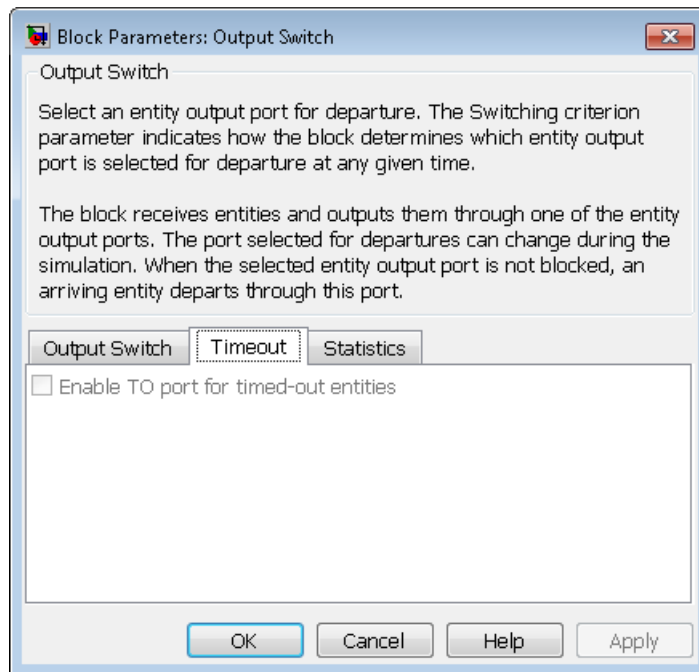 Block Parameters: Output Switch
Output Switch
Select an entity output port for departure. The Switching criterion
parameter indicates how the block determines which entity output
port is selected for departure at any given time.
The block receives entities and outputs them through one of the entity
output ports. The port selected for departures can change during the
simulation. When the selected entity output port is not blocked, an
arriving entity departs through this port.
Output Switch Timeout Statistics
Enable TO port for timed-out entities
OK Cancel Help Apply